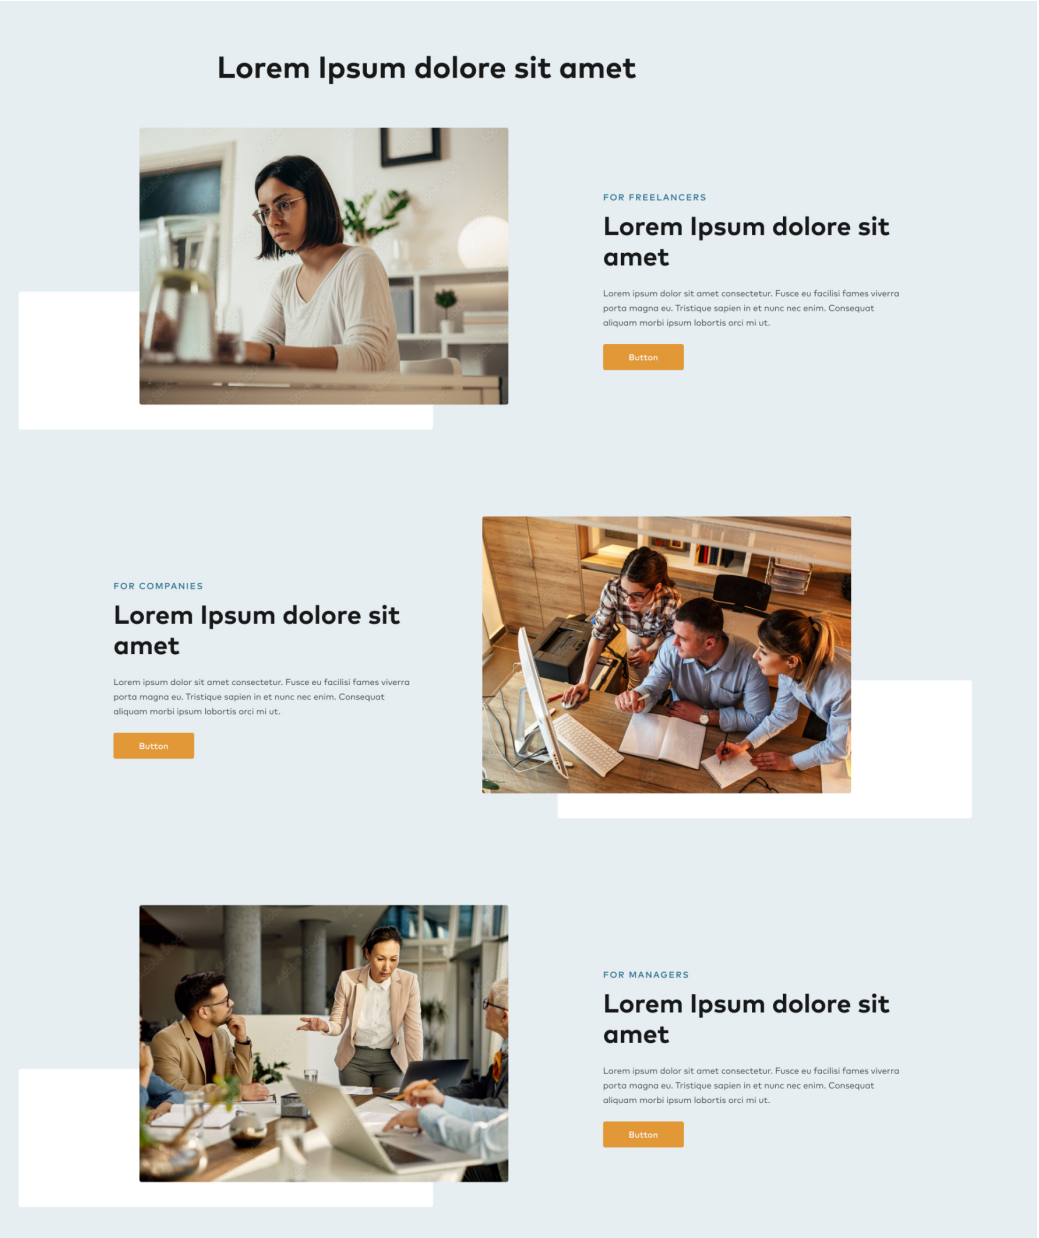 Lorem Ipsum dolore sit amet
FOR FREELANCERS
Lorem Ipsum dolore sit
amet
Lorem ipsum dolor sit amet consectetur. Fusce eu facilisi fames viverra
porta magna eu. Tristique sapien in et nunc nec enim. Consequat
aliquam morbi ipsum lobortis orci mi ut.
Button
FOR COMPANIES
Lorem Ipsum dolore sit
amet
Lorem ipsum dolor sit amet consectetur. Fusce eu facilisi fames viverra
porta magna eu. Tristique sapien in et nunc nec enim. Consequat
aliquam morbi ipsum lobortis orci mi ut.
Button
FOR MANAGERS
Lorem Ipsum dolore sit
amet
Lorem ipsum dolor sit amet consectetur. Fusce eu facilisi fames viverra
porta magna eu. Tristique sapien in et nunc nec enim. Consequat
aliquam morbi ipsum lobortis orci mi ut.
Button